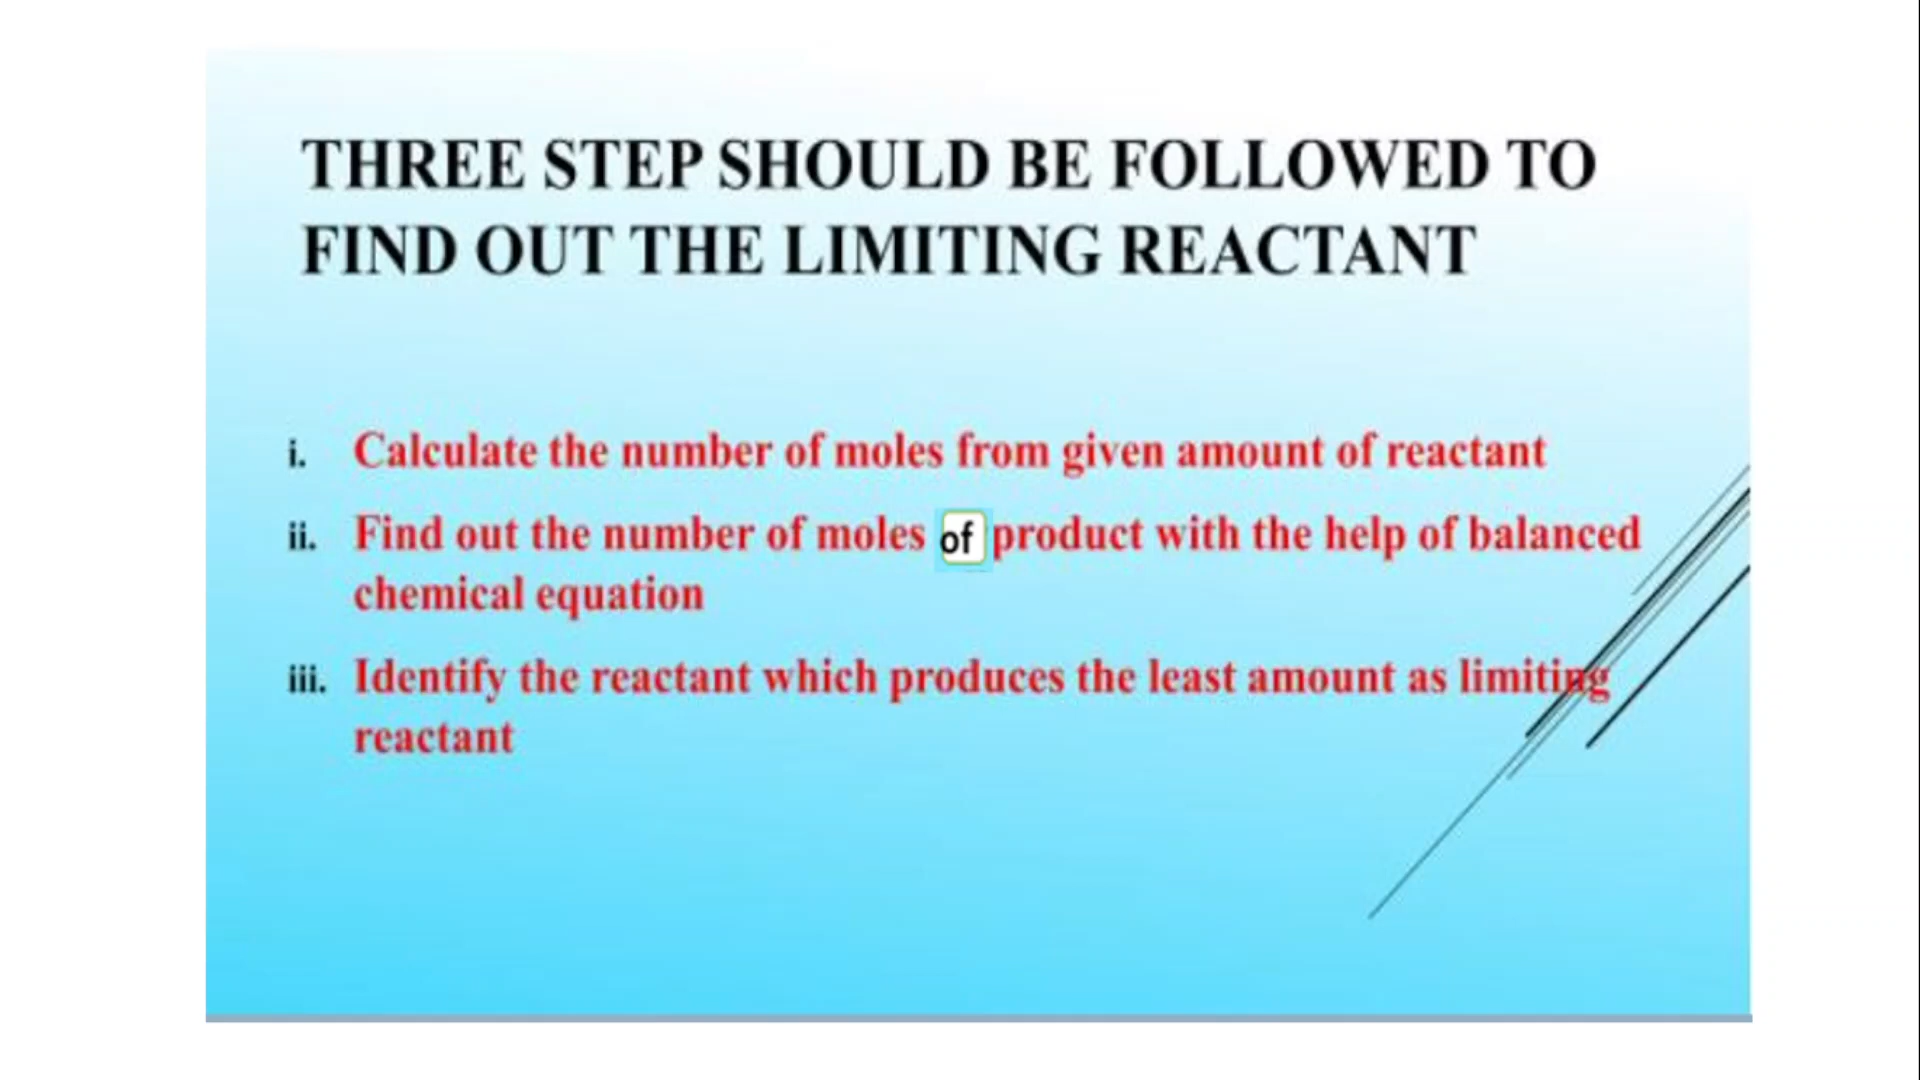 THREE STEP SHOULD BE FOLLOWED TO
FIND OUT THE LIMITING REACTANT
i. Calculate the number of moles from given amount of reactant
ii. Find out the number of moles of product with the help of balanced
chemical equation
iii. Identify the reactant which produces the least amount as limiting
reactant